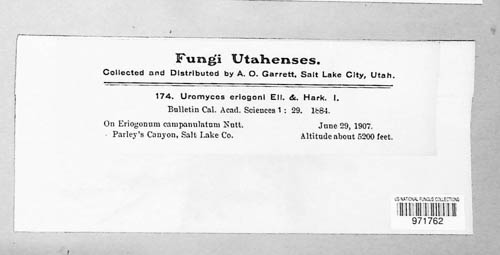 Fungi Utahenses.
Collected and Distributed by A. O. Garrett, Salt Lake City, Utah.
174. Uromyces eriogoni Ell. &. Hark. I.
Bulletin Cal. Acad. Sciences 1: 29. 1884.
On Eriogonum campanulatum Nutt. June 29, 1907.
Parley's Canyon, Salt Lake Co. Altitude about 5200 feet.
US NATIONAL FUNGUS COLLECTIONS
971762